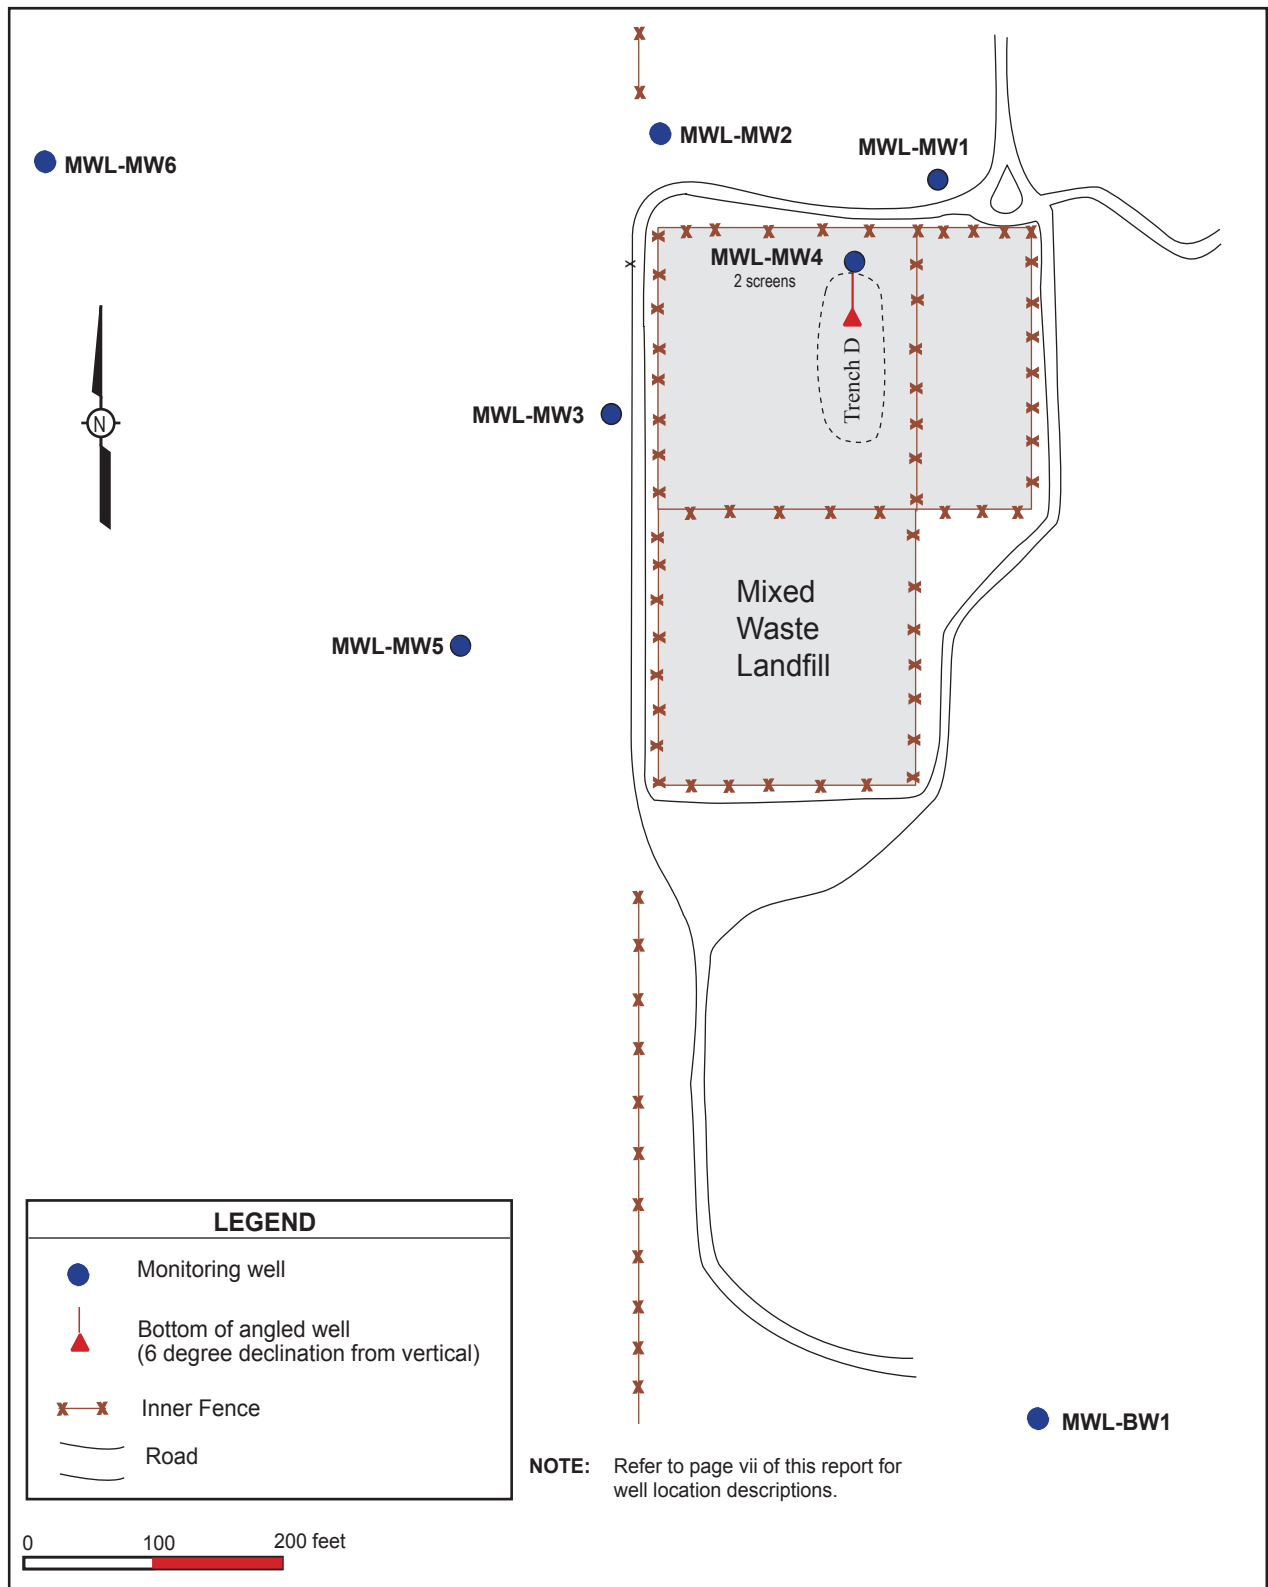 MWL-MW2
MWL-MW1
MWL-MW6
MWL-MW4
2 screens
Trench D
N
MWL-MW3
Mixed
Waste
Landfill
MWL-MW5
LEGEND
Monitoring well
Bottom of angled well
(6 degree declination from vertical)
Inner Fence
Road
MWL-BW1
NOTE: Refer to page vii of this report for
well location descriptions.
0 100 200 feet